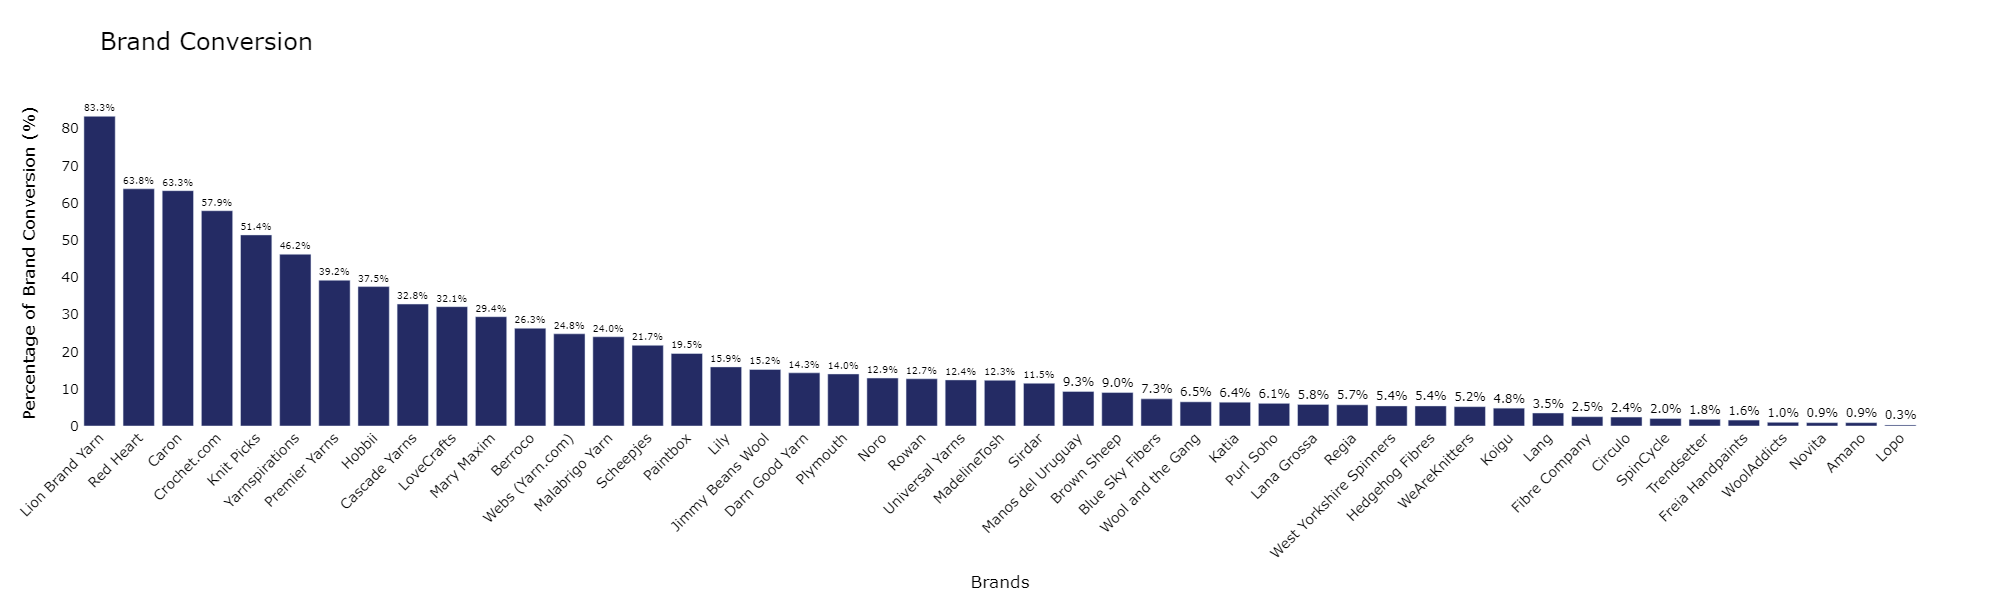 Brand Conversion
Percentage of Brand Conversion (%)
80
70
60
50
40
30
20
10
0
83.3%
63.8%
63.3%
57.9%
51.4%
46.2%
39.2%
37.5%
32.8%
32.1%
29.4%
26.3%
24.8%
24.0%
21.7%
19.5%
15.9%
15.2%
14.3%
14.0%
12.9%
12.7%
12.4%
12.3%
11.5%
9.3%
9.0%
7.3%
6.5%
6.4%
6.1%
5.8%
5.7%
5.4%
5.4%
5.2%
4.8%
3.5%
2.5%
2.4%
2.0%
1.8%
1.6%
1.0%
0.9%
0.9%
0.3%
Lion Brand Yarn
Red Heart
Caron
Crochet.com
Knit Picks
Yarnspirations
Premier Yarns
Hobbii
Cascade Yarns
LoveCrafts
Mary Maxim
Berroco
Webs (Yarn.com)
Malabrigo Yarn
Scheepjes
Paintbox
Lily
Jimmy Beans Wool
Darn Good Yarn
Plymouth
Noro
Rowan
Universal Yarns
MadelineTosh
Sirdar
Manos del Uruguay
Brown Sheep
Blue Sky Fibers
Wool and the Gang
Katia
Purl Soho
Lana Grossa
Regia
West Yorkshire Spinners
Hedgehog Fibres
WeAreKnitters
Koigu
Lang
Fibre Company
Circulo
SpinCycle
Trendsetter
Freia Handpaints
WoolAddicts
Novita
Amano
Lopo
Brands